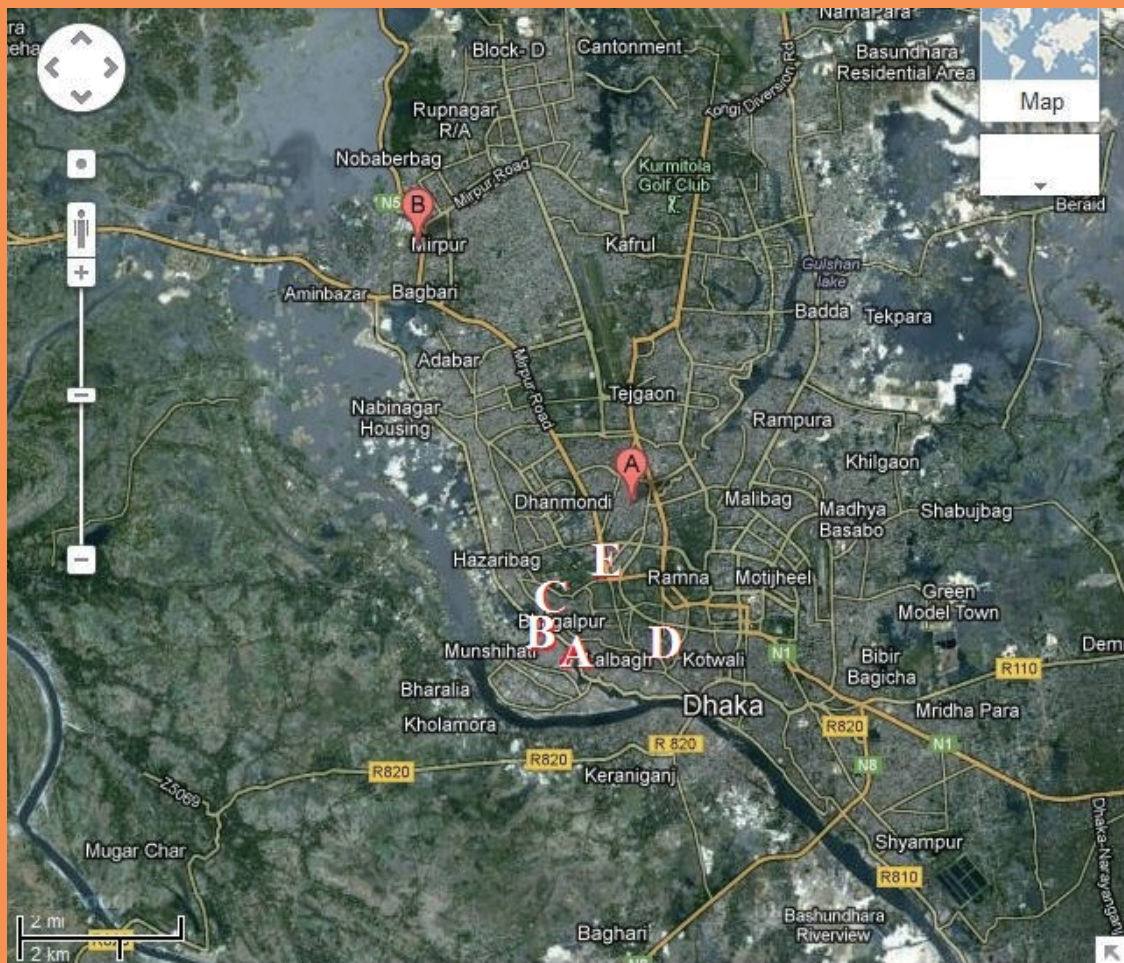 NamaPara
Block- D
Cantonment
Basundhara
Residential Area
Tongi Diversion Rd
Map
Rupnagar
R/A
Nobaberbag
Mirpur Road
Kurmitola
Golf Club
N5
B
Beraid
Mirpur
Kafrul
Gulshan
lake
Aminbazar
Bagbari
Badda
Tekpara
Adabar
Mirpur Road
Tejgaon
Nabinagar
Housing
Rampura
A
Khilgaon
Dhanmondi
Malibag
Madhya
Basabo
Shabujbag
Hazaribag
E
Ramna
Motijheel
C
Green
Model Town
B
Munshihati
A
Lalbagh
D
Kotwali
N1
Bibir
Bagicha
R110
Dem
Bharalia
Dhaka
Mridha Para
Kholamora
R820
R 820
N1
R820
R820
Keraniganj
N8
Z5069
Mugar Char
Shyampur
R810
Dhaka-Narayanganj
2 mi
2 km
Baghari
Bashundhara
Riverview